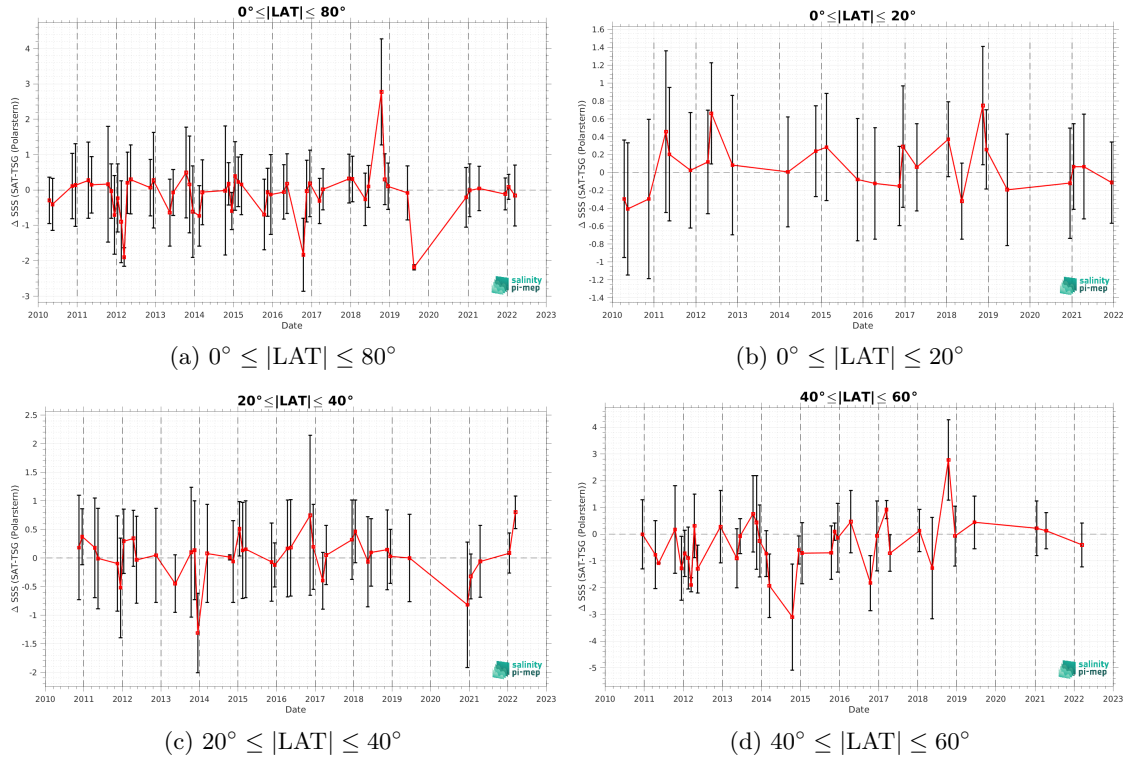 0°≤|LAT|≤ 80°
Δ SSS (SAT-TSG (Polarstern))
4
3
2
1
0
-1
-2
-3
2010 2011 2012 2013 2014 2015 2016 2017 2018 2019 2020 2021 2022 2023
Date
salinity
pi-mep
(a) 0° ≤ |LAT| ≤ 80°
0°≤|LAT|≤ 20°
Δ SSS (SAT-TSG (Polarstern))
1.6
1.4
1.2
1
0.8
0.6
0.4
0.2
0
-0.2
-0.4
-0.6
-0.8
-1
-1.2
-1.4
2010 2011 2012 2013 2014 2015 2016 2017 2018 2019 2020 2021 2022
Date
salinity
pi-mep
(b) 0° ≤ |LAT| ≤ 20°
20°≤|LAT|≤ 40°
Δ SSS (SAT-TSG (Polarstern))
2.5
2
1.5
1
0.5
0
-0.5
-1
-1.5
-2
2010 2011 2012 2013 2014 2015 2016 2017 2018 2019 2020 2021 2022 2023
Date
salinity
pi-mep
(c) 20° ≤ |LAT| ≤ 40°
40°≤|LAT|≤ 60°
Δ SSS (SAT-TSG (Polarstern))
4
3
2
1
0
-1
-2
-3
-4
-5
2010 2011 2012 2013 2014 2015 2016 2017 2018 2019 2020 2021 2022 2023
Date
salinity
pi-mep
(d) 40° ≤ |LAT| ≤ 60°